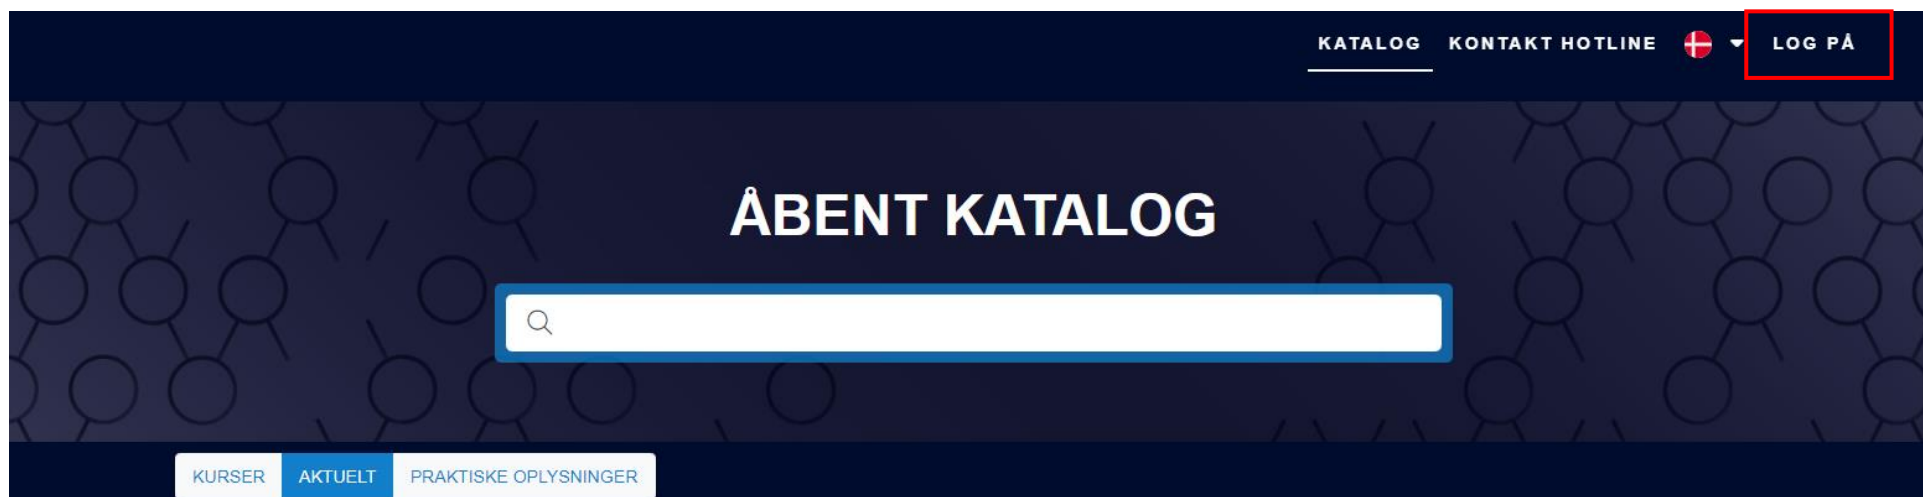 KATALOG KONTAKT HOTLINE LOG PÅ
ÅBENT KATALOG
KURSER AKTUELT PRAKTISKE OPLYSNINGER